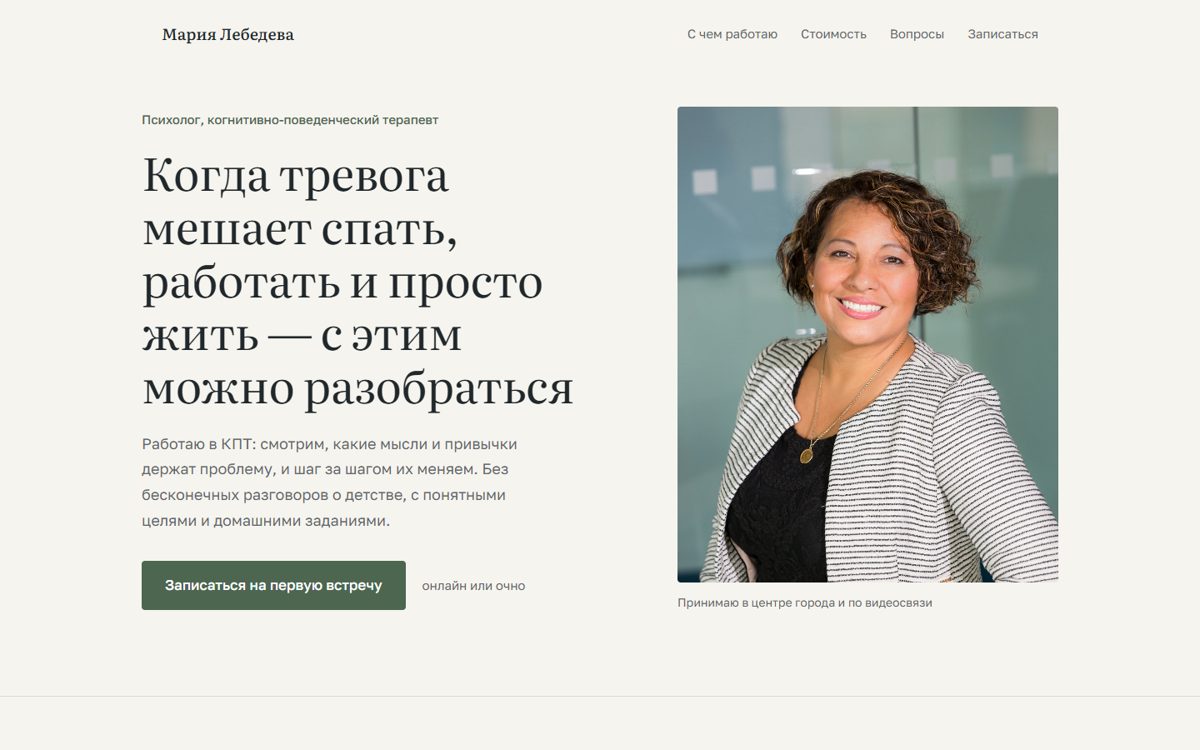 Мария Лебедева
С чем работаю Стоимость Вопросы Записаться
Психолог, когнитивно-поведенческий терапевт
Когда тревога
мешает спать,
работать и просто
жить — с этим
можно разобраться
Работаю в КПТ: смотрим, какие мысли и привычки
держат проблему, и шаг за шагом их меняем. Без
бесконечных разговоров о детстве, с понятными
целями и домашними заданиями.
Записаться на первую встречу
онлайн или очно
Принимаю в центре города и по видеосвязи